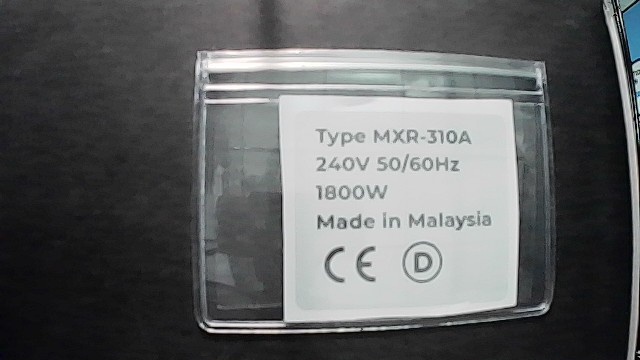 Type MXR-310A
240V 50/60Hz
1800W
Made in Malaysia
CE D